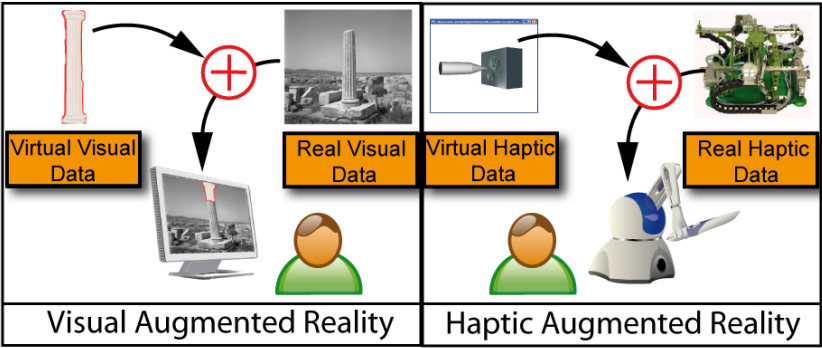 Virtual Visual
Data
Real Visual
Data
Visual Augmented Reality
Virtual Haptic
Data
Real Haptic
Data
Haptic Augmented Reality